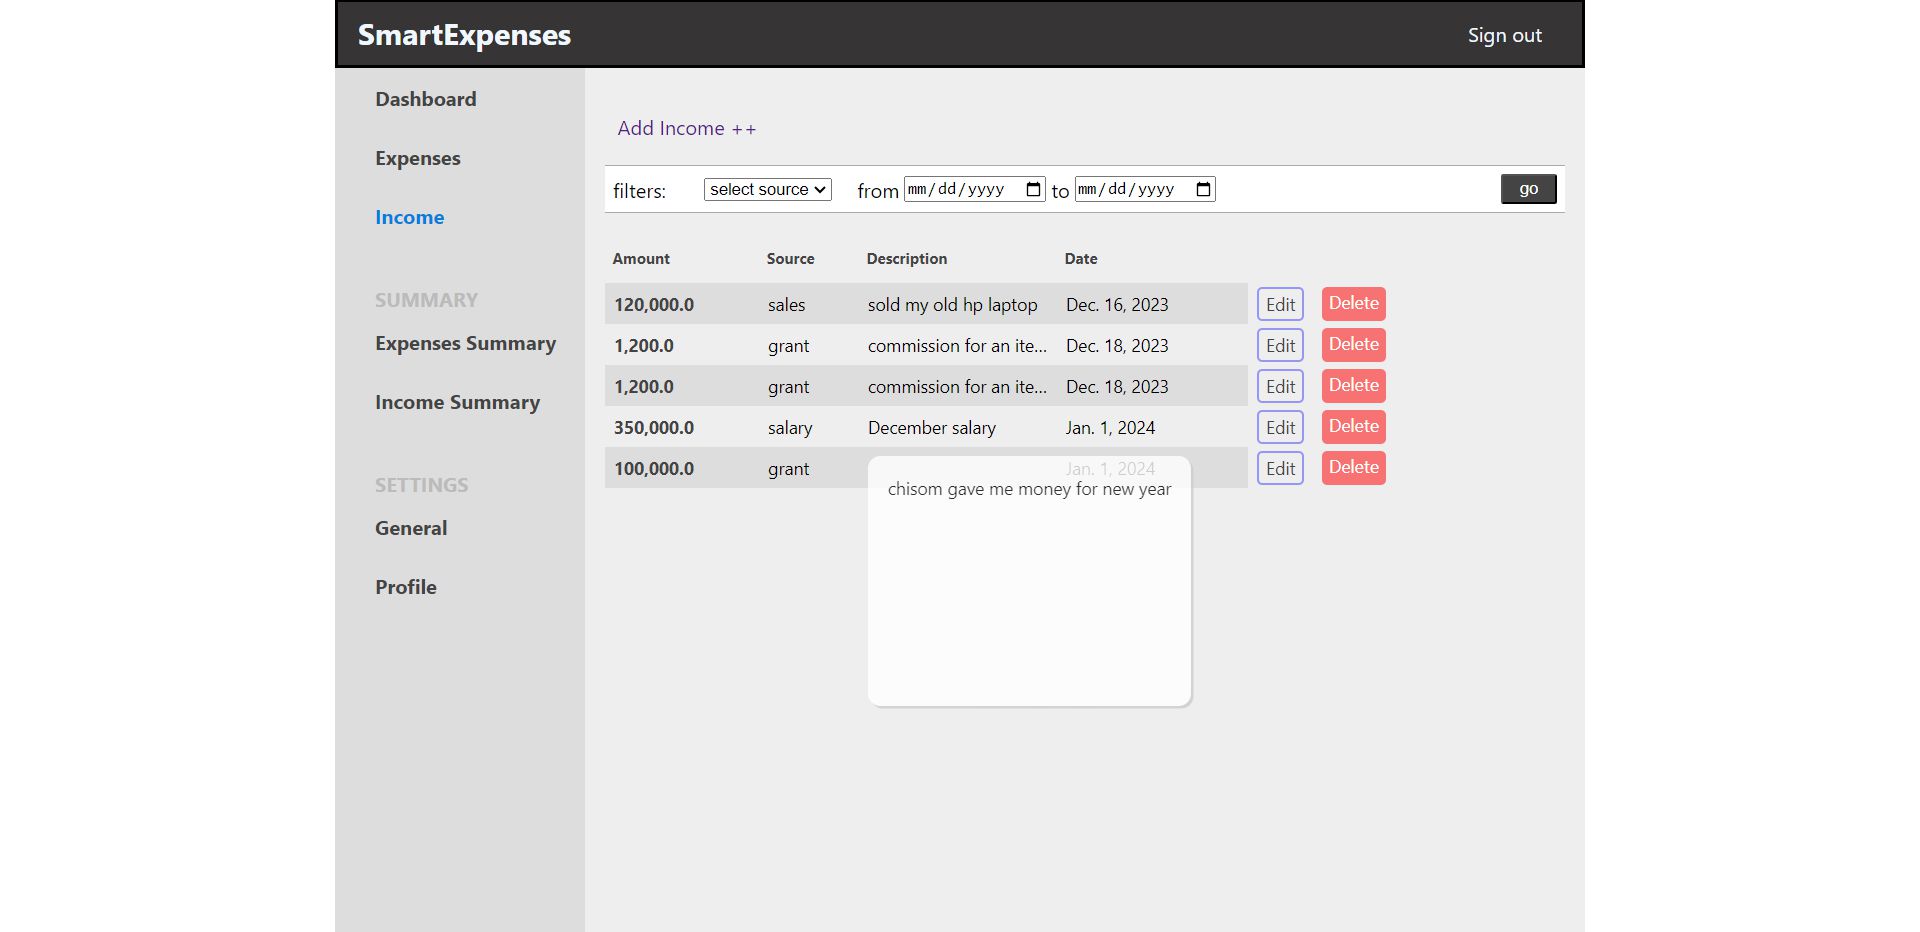 SmartExpenses
Sign out
Dashboard
Expenses
Income
SUMMARY
Expenses Summary
Income Summary
SETTINGS
General
Profile
Add Income ++
filters: select source from mm/dd/yyyy to mm/dd/yyyy go
Amount Source Description Date
120,000.0 sales sold my old hp laptop Dec. 16, 2023 Edit Delete
1,200.0 grant commission for an ite... Dec. 18, 2023 Edit Delete
1,200.0 grant commission for an ite... Dec. 18, 2023 Edit Delete
350,000.0 salary December salary Jan. 1, 2024 Edit Delete
100,000.0 grant Jan. 1, 2024 Edit Delete
chisom gave me money for new year